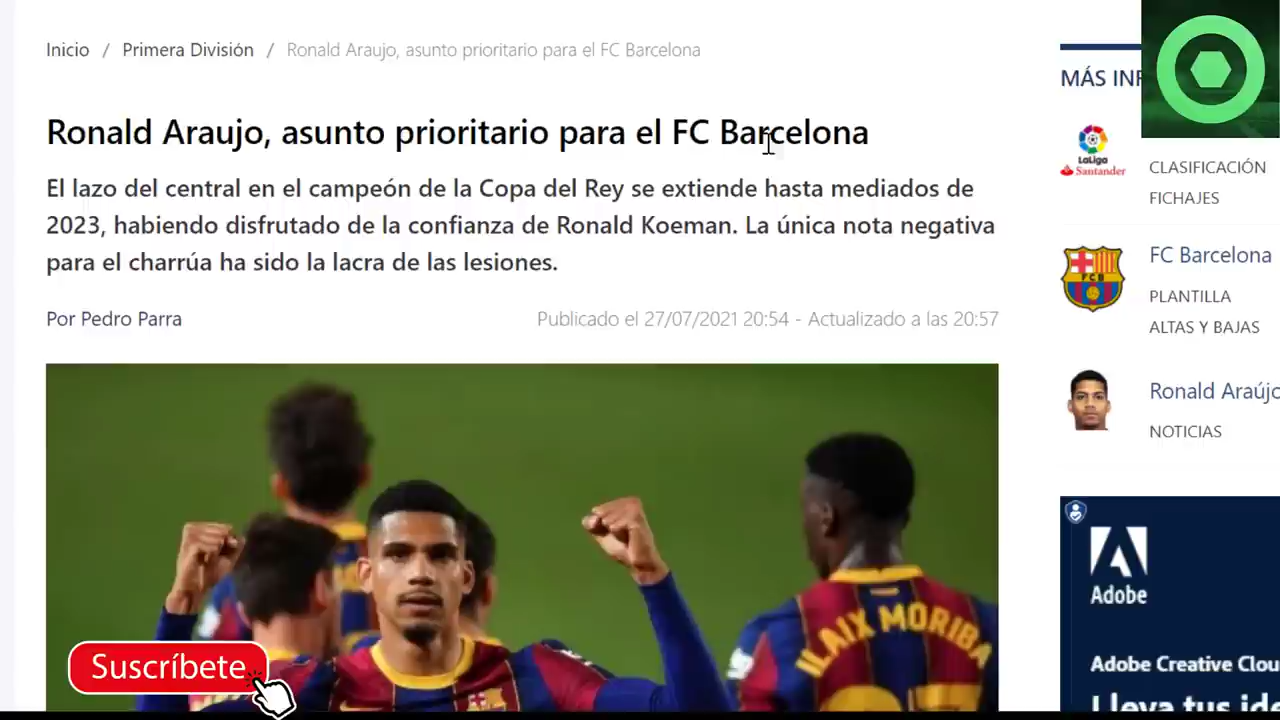 Inicio / Primera División / Ronald Araujo, asunto prioritario para el FC Barcelona
Ronald Araujo, asunto prioritario para el FC Barcelona
El lazo del central en el campeón de la Copa del Rey se extiende hasta mediados de
2023, habiendo disfrutado de la confianza de Ronald Koeman. La única nota negativa
para el charrúa ha sido la lacra de las lesiones.
Por Pedro Parra
Publicado el 27/07/2021 20:54 - Actualizado a las 20:57
ILAIX MORIBA
Suscríbete
MÁS INF
LaLiga
Santander
CLASIFICACIÓN
FICHAJES
FCB
FC Barcelona
PLANTILLA
ALTAS Y BAJAS
Ronald Araújo
NOTICIAS
Adobe
Adobe Creative Clou
Lleva tus ide